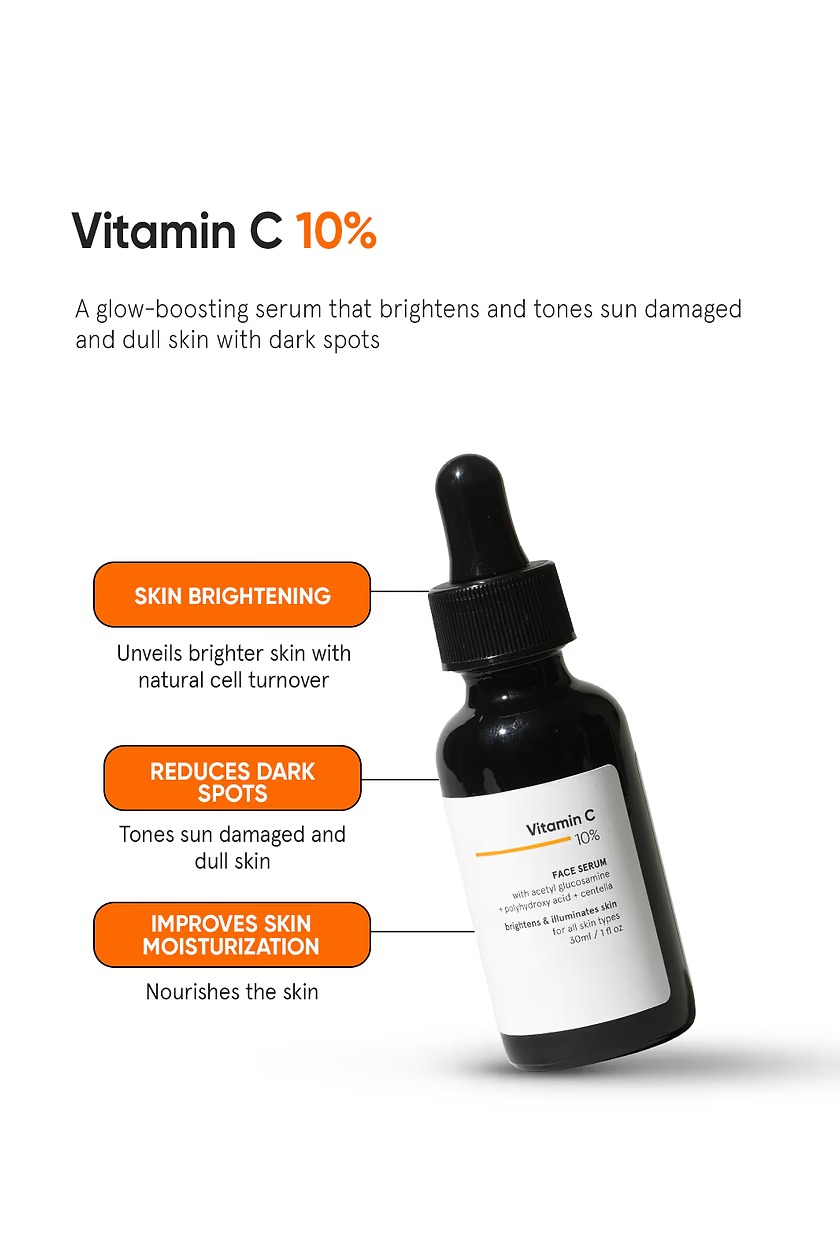 Vitamin C 10%
A glow-boosting serum that brightens and tones sun damaged
and dull skin with dark spots
SKIN BRIGHTENING
Unveils brighter skin with
natural cell turnover
REDUCES DARK
SPOTS
Tones sun damaged and
dull skin
IMPROVES SKIN
MOISTURIZATION
Nourishes the skin
Vitamin C
10%
FACE SERUM
with acetyl glucosamine
+ polyhydroxy acid + centella
brightens & illuminates skin
for all skin types
30ml / 1 fl oz